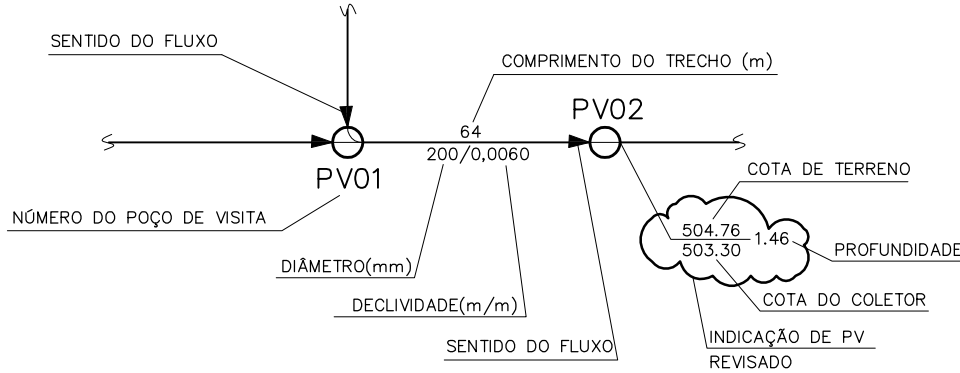 SENTIDO DO FLUXO
COMPRIMENTO DO TRECHO (m)
PV02
64
200/0,0060
PV01
COTA DE TERRENO
NÚMERO DO POÇO DE VISITA
504.76
1.46
503.30
PROFUNDIDADE
DIÂMETRO(mm)
DECLIVIDADE(m/m)
COTA DO COLETOR
SENTIDO DO FLUXO
INDICAÇÃO DE PV
REVISADO